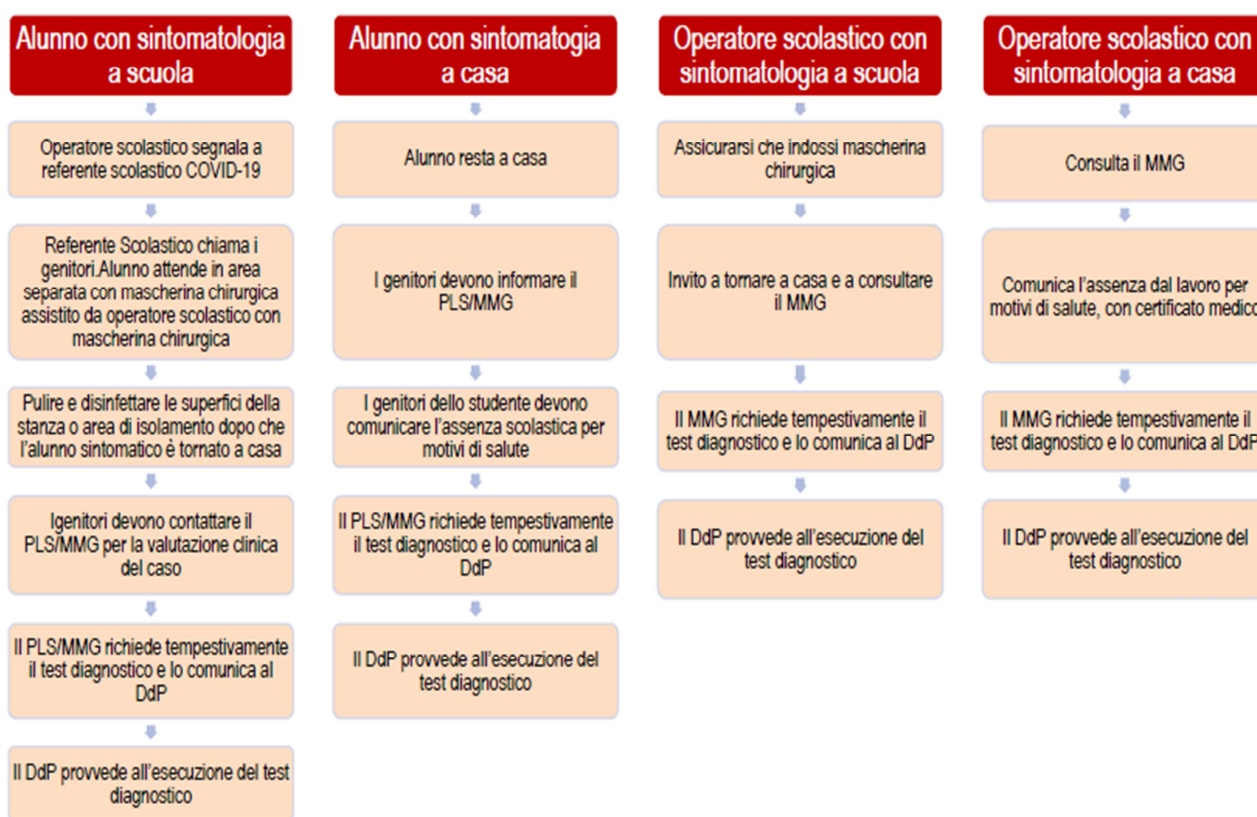 Alunno con sintomatologia
a scuola
Operatore scolastico segnala a
referente scolastico COVID-19
Referente Scolastico chiama i
genitori.Alunno attende in area
separata con mascherina chirurgica
assistito da operatore scolastico con
mascherina chirurgica
Pulire e disinfettare le superfici della
stanza o area di isolamento dopo che
l'alunno sintomatico è tornato a casa
Igenitori devono contattare il
PLS/MMG per la valutazione clinica
del caso
Il PLS/MMG richiede tempestivamente
il test diagnostico e lo comunica al
DdP
Il DdP provvede all'esecuzione del test
diagnostico
Alunno con sintomatogia
a casa
Alunno resta a casa
I genitori devono informare il
PLS/MMG
I genitori dello studente devono
comunicare l'assenza scolastica per
motivi di salute
Il PLS/MMG richiede tempestivamente
il test diagnostico e lo comunica al
DdP
Il DdP provvede all'esecuzione del
test diagnostico
Operatore scolastico con
sintomatologia a scuola
Assicurarsi che indossi mascherina
chirurgica
Invito a tornare a casa e a consultare
il MMG
Il MMG richiede tempestivamente il
test diagnostico e lo comunica al DdP
Il DdP provvede all'esecuzione del
test diagnostico
Operatore scolastico con
sintomatologia a casa
Consulta il MMG
Comunica l'assenza dal lavoro per
motivi di salute, con certificato medico
Il MMG richiede tempestivamente il
test diagnostico e lo comunica al DdP
Il DdP provvede all'esecuzione del
test diagnostico